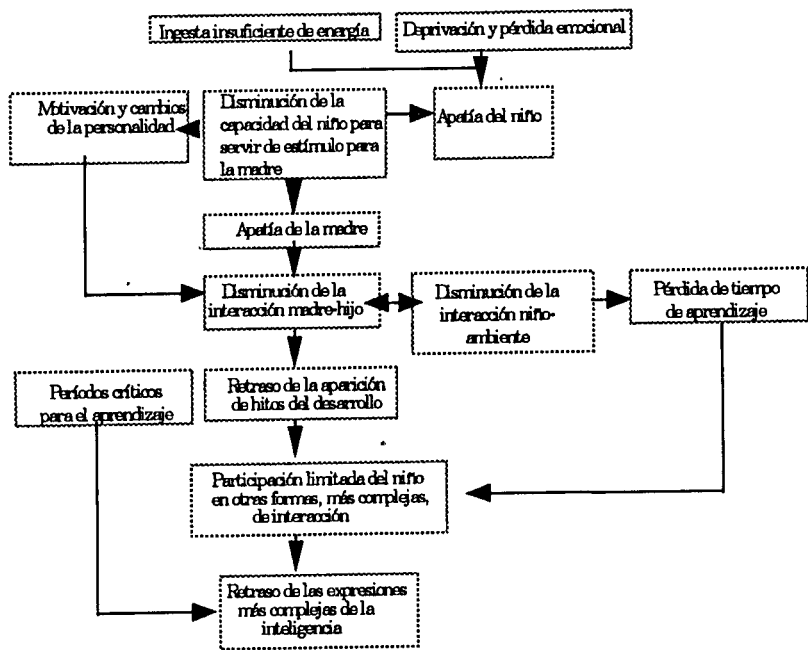 Ingesta insuficiente de energía
Deprivación y pérdida emocional
Motivación y cambios
de la personalidad
Disminución de la
capacidad del niño para
servir de estímulo para
la madre
Apatía del niño
Apatía de la madre
Disminución de la
interacción madre-hijo
Disminución de la
interacción niño-
ambiente
Pérdida de tiempo
de aprendizaje
Períodos críticos
para el aprendizaje
Retraso de la aparición
de hitos del desarrollo
Participación limitada del niño
en otras formas, más complejas,
de interacción
Retraso de las expresiones
más complejas de la
inteligencia